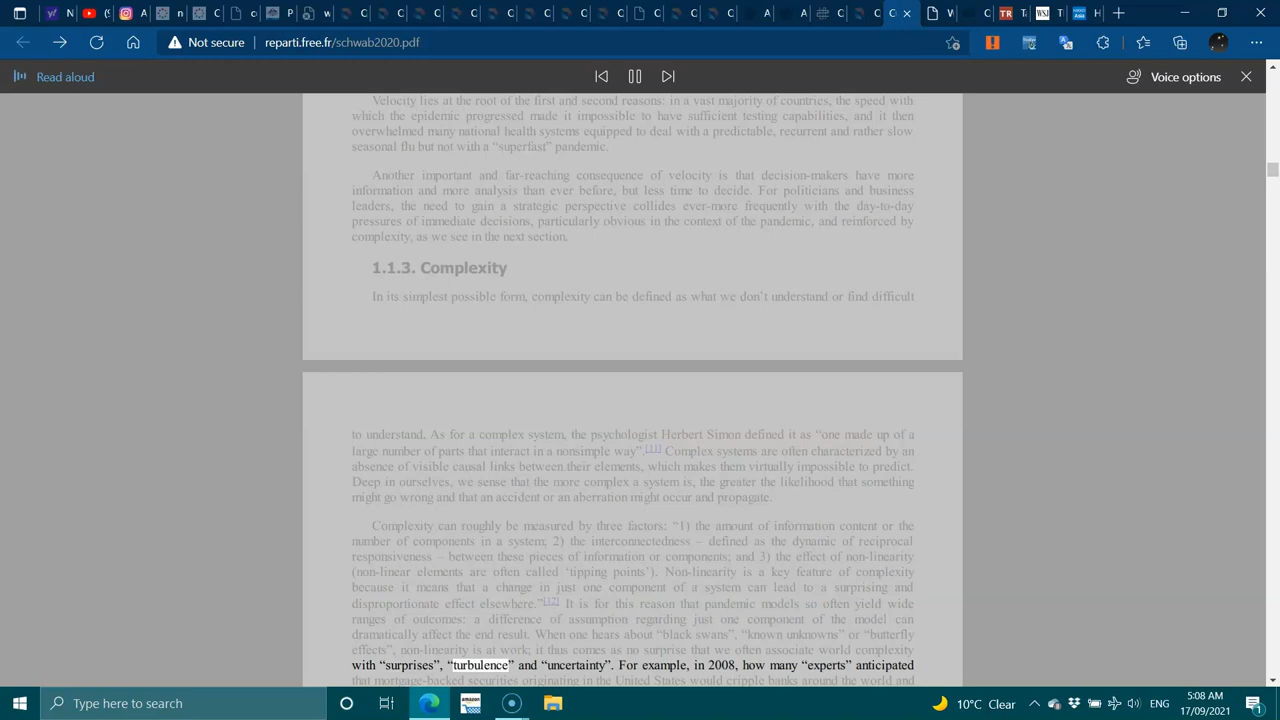 Not secure
reparti.free.fr/schwab2020.pdf
Read aloud
Voice options
Velocity lies at the root of the first and second reasons: in a vast majority of countries, the speed with
which the epidemic progressed made it impossible to have sufficient testing capabilities, and it then
overwhelmed many national health systems equipped to deal with a predictable, recurrent and rather slow
seasonal flu but not with a “superfast” pandemic.
Another important and far-reaching consequence of velocity is that decision-makers have more
information and more analysis than ever before, but less time to decide. For politicians and business
leaders, the need to gain a strategic perspective collides ever-more frequently with the day-to-day
pressures of immediate decisions, particularly obvious in the context of the pandemic, and reinforced by
complexity, as we see in the next section.
1.1.3. Complexity
In its simplest possible form, complexity can be defined as what we don’t understand or find difficult
to understand. As for a complex system, the psychologist Herbert Simon defined it as “one made up of a
large number of parts that interact in a nonsimple way”.[11] Complex systems are often characterized by an
absence of visible causal links between their elements, which makes them virtually impossible to predict.
Deep in ourselves, we sense that the more complex a system is, the greater the likelihood that something
might go wrong and that an accident or an aberration might occur and propagate.
Complexity can roughly be measured by three factors: “1) the amount of information content or the
number of components in a system; 2) the interconnectedness – defined as the dynamic of reciprocal
responsiveness – between these pieces of information or components; and 3) the effect of non-linearity
(non-linear elements are often called ‘tipping points’). Non-linearity is a key feature of complexity
because it means that a change in just one component of a system can lead to a surprising and
disproportionate effect elsewhere.”[12] It is for this reason that pandemic models so often yield wide
ranges of outcomes: a difference of assumption regarding just one component of the model can
dramatically affect the end result. When one hears about “black swans”, “known unknowns” or “butterfly
effects”, non-linearity is at work; it thus comes as no surprise that we often associate world complexity
with “surprises”, “turbulence” and “uncertainty”. For example, in 2008, how many “experts” anticipated
that mortgage-backed securities originating in the United States would cripple banks around the world and
Type here to search
10°C Clear
ENG
5:08 AM
17/09/2021